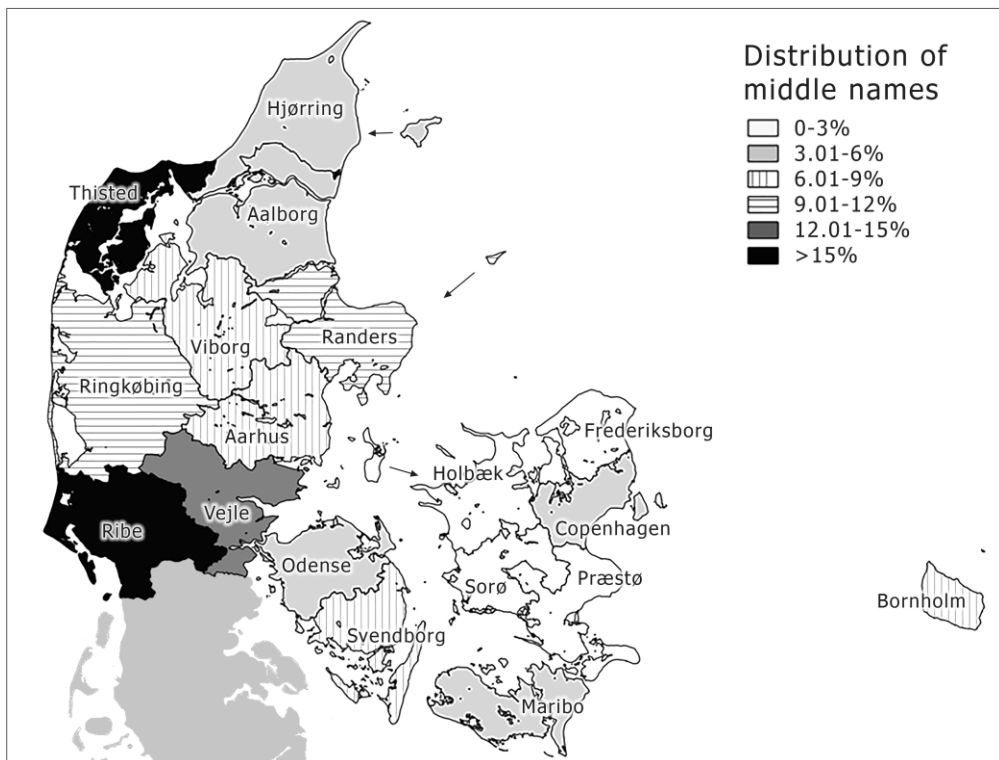 Distribution of
middle names
0-3%
3.01-6%
6.01-9%
9.01-12%
12.01-15%
>15%
Hjørring
Thisted
Aalborg
Randers
Viborg
Ringkøbing
Aarhus
Frederiksborg
Holbæk
Vejle
Copenhagen
Ribe
Odense
Sorø
Præstø
Bornholm
Svendborg
Maribo